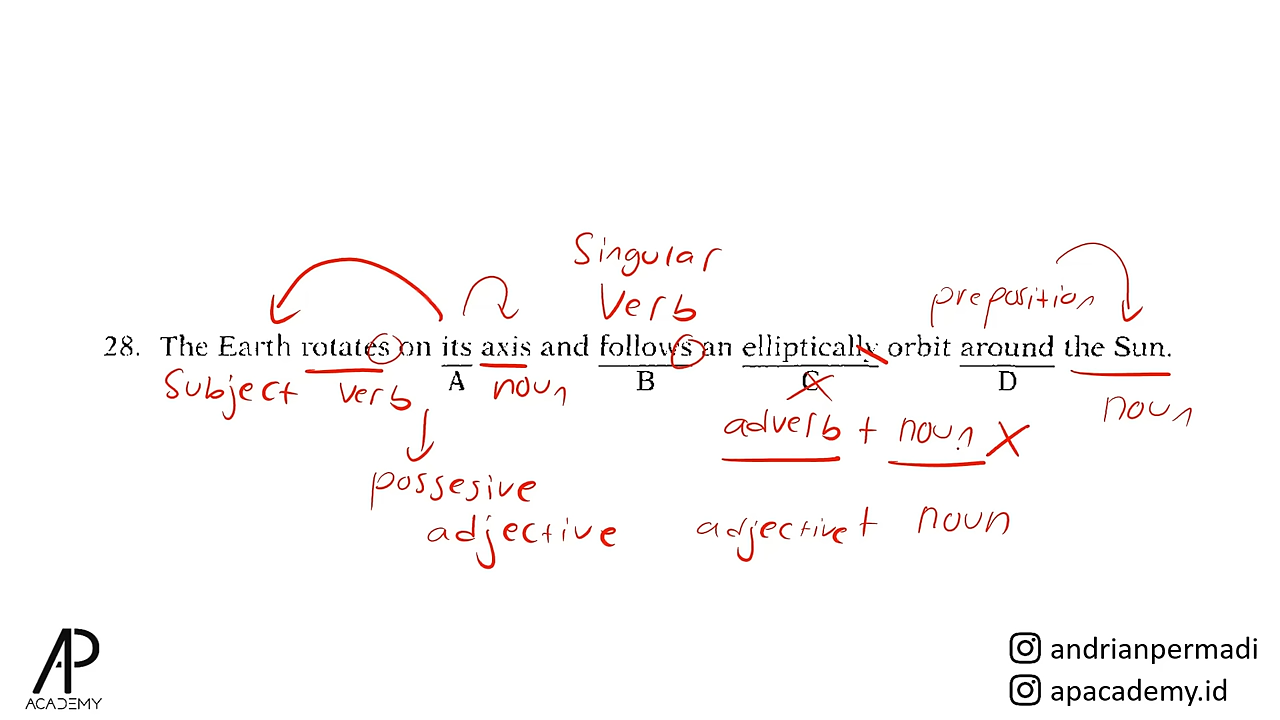 Singular
Verb
preposition
28. The Earth rotates on its axis and follows an elliptically orbit around the Sun.
A B C D
Subject verb noun
noun
adverb + noun X
possesive
adjective
adjective + noun
AP
ACADEMY
andrianpermadi
apacademy.id